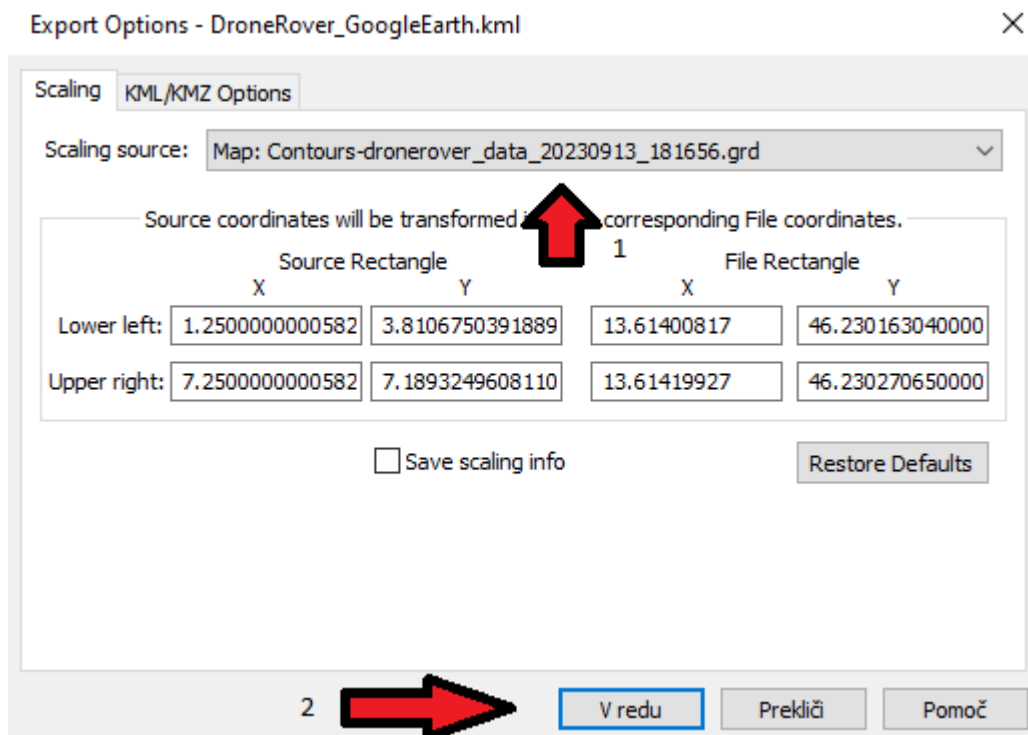 Export Options - DroneRover_GoogleEarth.kml
Scaling KML/KMZ Options
Scaling source: Map: Contours-dronerover_data_20230913_181656.grd
Source coordinates will be transformed corresponding File coordinates.
1
Source Rectangle File Rectangle
X Y X Y
Lower left: 1.2500000000582 3.8106750391889 13.61400817 46.230163040000
Upper right: 7.2500000000582 7.1893249608110 13.61419927 46.230270650000
Save scaling info Restore Defaults
2 V redu Prekliči Pomoč